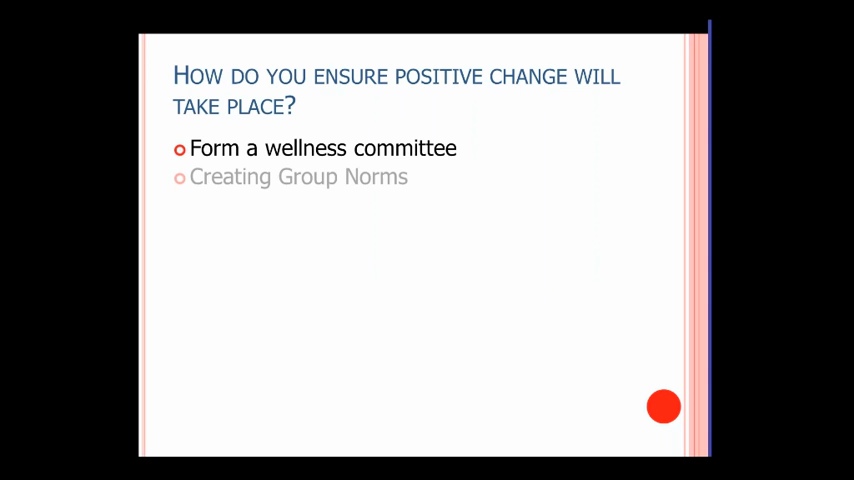 How do you ensure positive change will
take place?
Form a wellness committee
Creating Group Norms